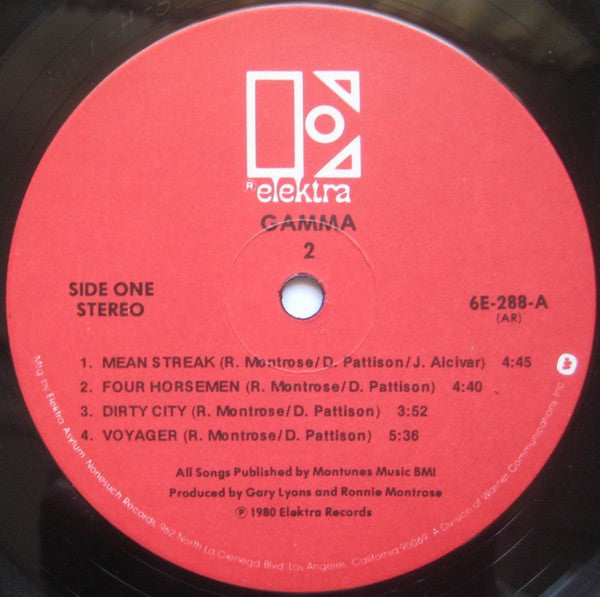 ® elektra
GAMMA
2
SIDE ONE
STEREO
6E-288-A
(AR)
1. MEAN STREAK (R. Montrose/D. Pattison/J. Alcivar) 4:45
2. FOUR HORSEMEN (R. Montrose/D. Pattison) 4:40
3. DIRTY CITY (R. Montrose/D. Pattison) 3:52
4. VOYAGER (R. Montrose/D. Pattison) 5:36
All Songs Published by Montunes Music BMI
Produced by Gary Lyons and Ronnie Montrose
℗ 1980 Elektra Records
Mfg by Elektra Asylum Nonesuch Records, 962 North La Cienega Blvd. Los Angeles, California 90069. A Division of Warner Communications Inc.